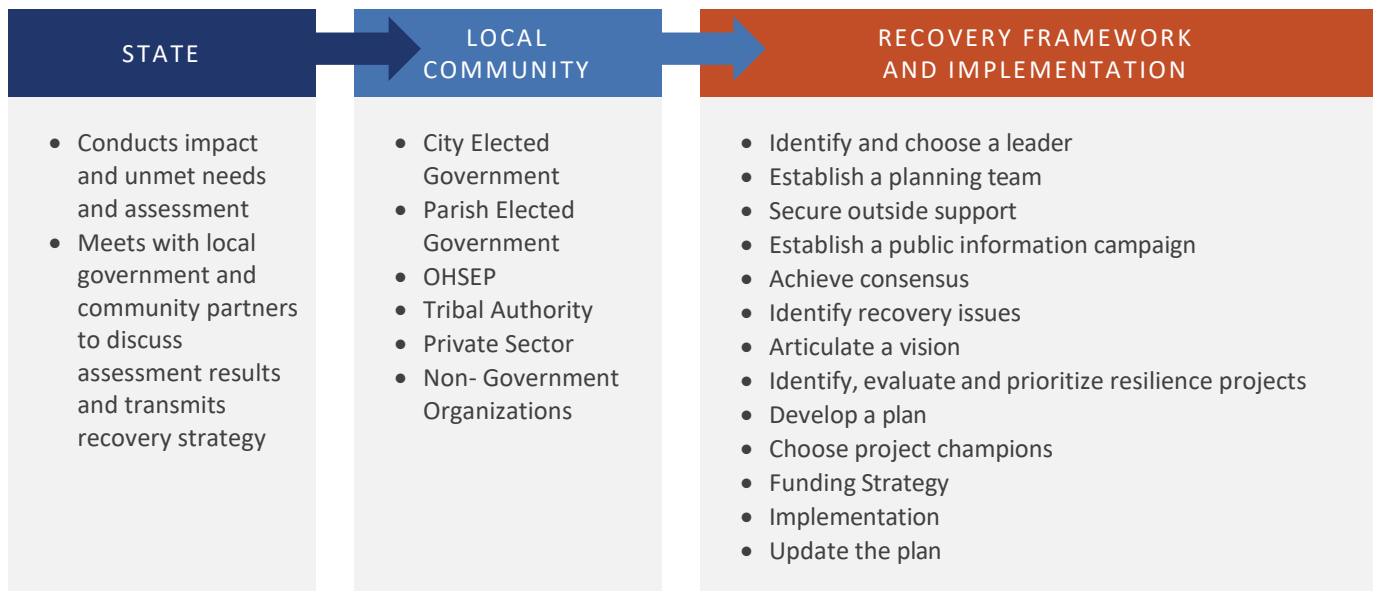 STATE
• Conducts impact
and unmet needs
and assessment
• Meets with local
government and
community partners
to discuss
assessment results
and transmits
recovery strategy
LOCAL
COMMUNITY
• City Elected
Government
• Parish Elected
Government
• OHSEP
• Tribal Authority
• Private Sector
• Non- Government
Organizations
RECOVERY FRAMEWORK
AND IMPLEMENTATION
• Identify and choose a leader
• Establish a planning team
• Secure outside support
• Establish a public information campaign
• Achieve consensus
• Identify recovery issues
• Articulate a vision
• Identify, evaluate and prioritize resilience projects
• Develop a plan
• Choose project champions
• Funding Strategy
• Implementation
• Update the plan